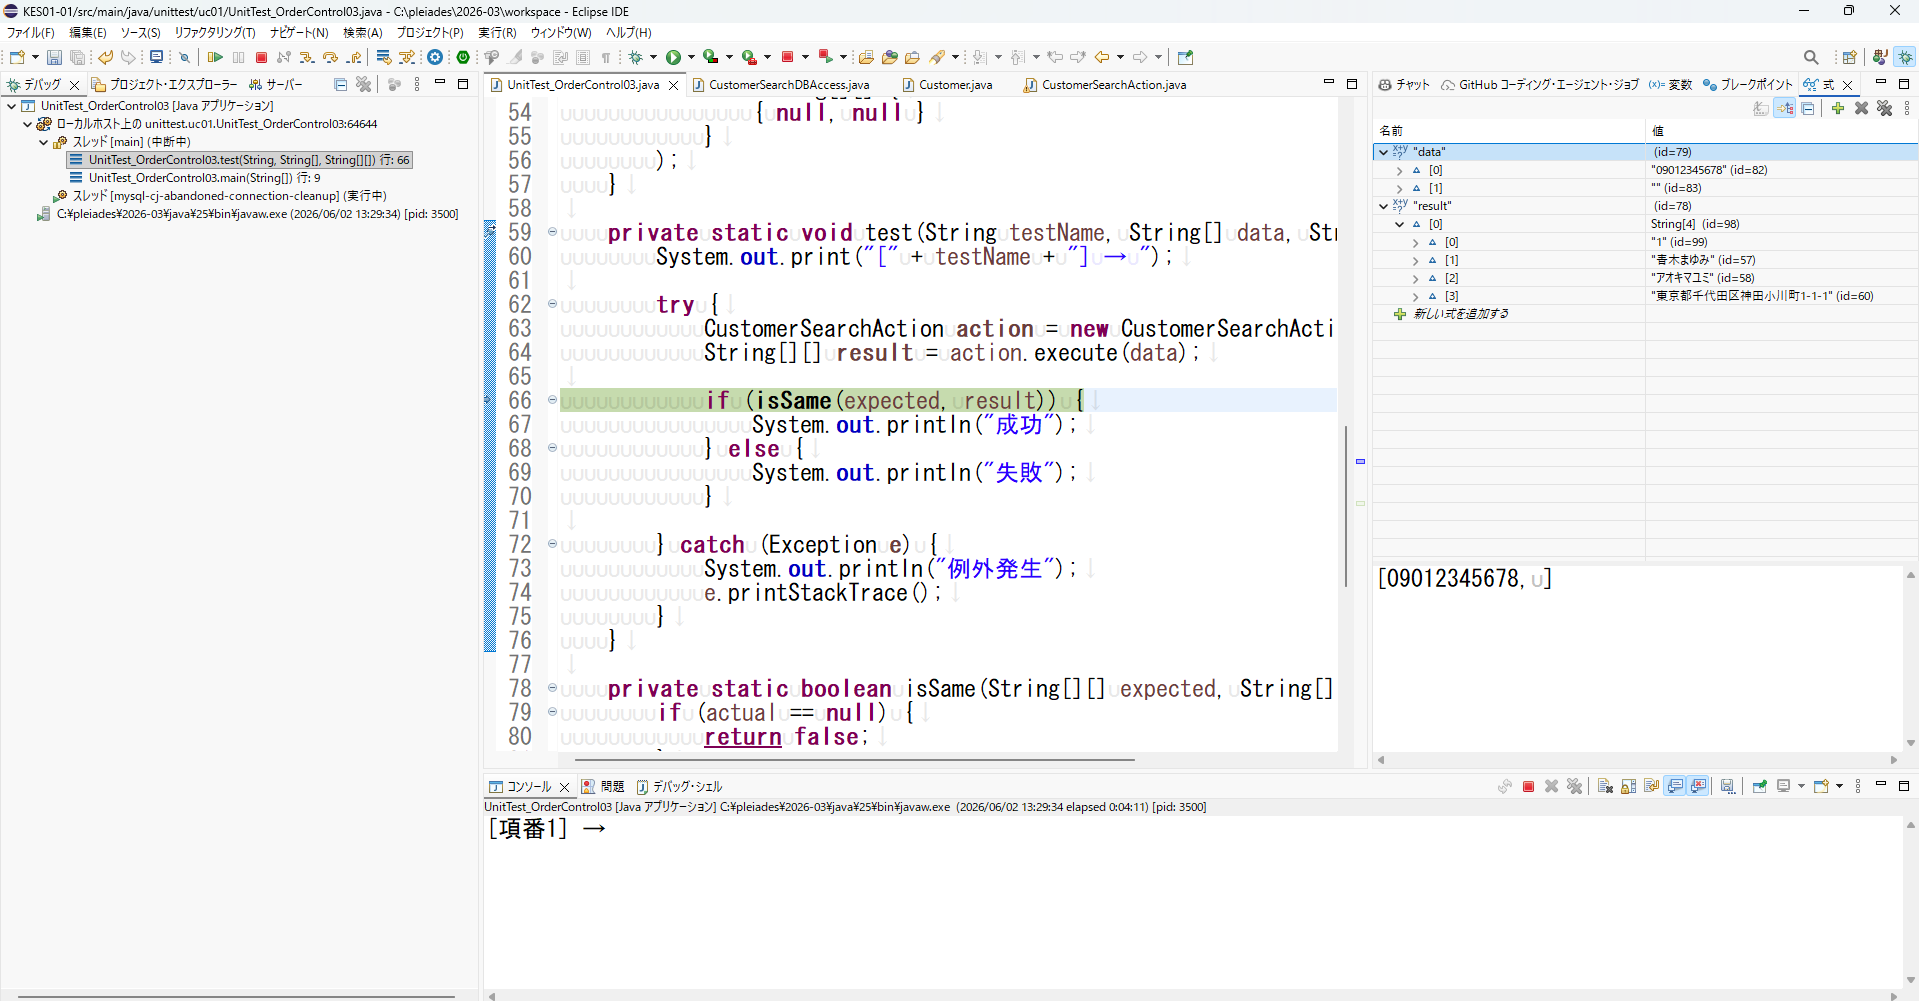 KES01-01/src/main/java/unittest/uc01/UnitTest_OrderControl03.java - C:\pleiades\2026-03\workspace - Eclipse IDE
ファイル(F) 編集(E) ソース(S) リファクタリング(T) ナビゲート(N) 検索(A) プロジェクト(P) 実行(R) ウィンドウ(W) ヘルプ(H)
デバッグ プロジェクト・エクスプローラー サーバー
UnitTest_OrderControl03 [Java アプリケーション]
ローカルホスト上の unittest.uc01.UnitTest_OrderControl03:64644
スレッド [main] (中断中)
UnitTest_OrderControl03.test(String, String[], String[][]) 行: 66
UnitTest_OrderControl03.main(String[]) 行: 9
スレッド [mysql-cj-abandoned-connection-cleanup] (実行中)
C:¥pleiades¥2026-03¥java¥25¥bin¥javaw.exe (2026/06/02 13:29:34) [pid: 3500]
UnitTest_OrderControl03.java CustomerSearchDBAccess.java Customer.java CustomerSearchAction.java
54 {null, null}
55 }
56 );
57 }
58
59 private static void test(String testName, String[] data, Str
60 System.out.print("[" + testName + "] → ");
61
62 try {
63 CustomerSearchAction action = new CustomerSearchActi
64 String[][] result = action.execute(data);
65
66 if (isSame(expected, result)) {
67 System.out.println("成功");
68 } else {
69 System.out.println("失敗");
70 }
71
72 } catch (Exception e) {
73 System.out.println("例外発生");
74 e.printStackTrace();
75 }
76 }
77
78 private static boolean isSame(String[][] expected, String[]
79 if (actual == null) {
80 return false;
チャット GitHub コーディング・エージェント・ジョブ (x)= 変数 ブレークポイント 式
名前 値
"data" (id=79)
[0] "09012345678" (id=82)
[1] "" (id=83)
"result" (id=78)
[0] String[4] (id=98)
[0] "1" (id=99)
[1] "青木まゆみ" (id=57)
[2] "アオキマユミ" (id=58)
[3] "東京都千代田区神田小川町1-1-1" (id=60)
新しい式を追加する
[09012345678, ]
コンソール 問題 デバッグ・シェル
UnitTest_OrderControl03 [Java アプリケーション] C:¥pleiades¥2026-03¥java¥25¥bin¥javaw.exe (2026/06/02 13:29:34 elapsed 0:04:11) [pid: 3500]
[項番1] →